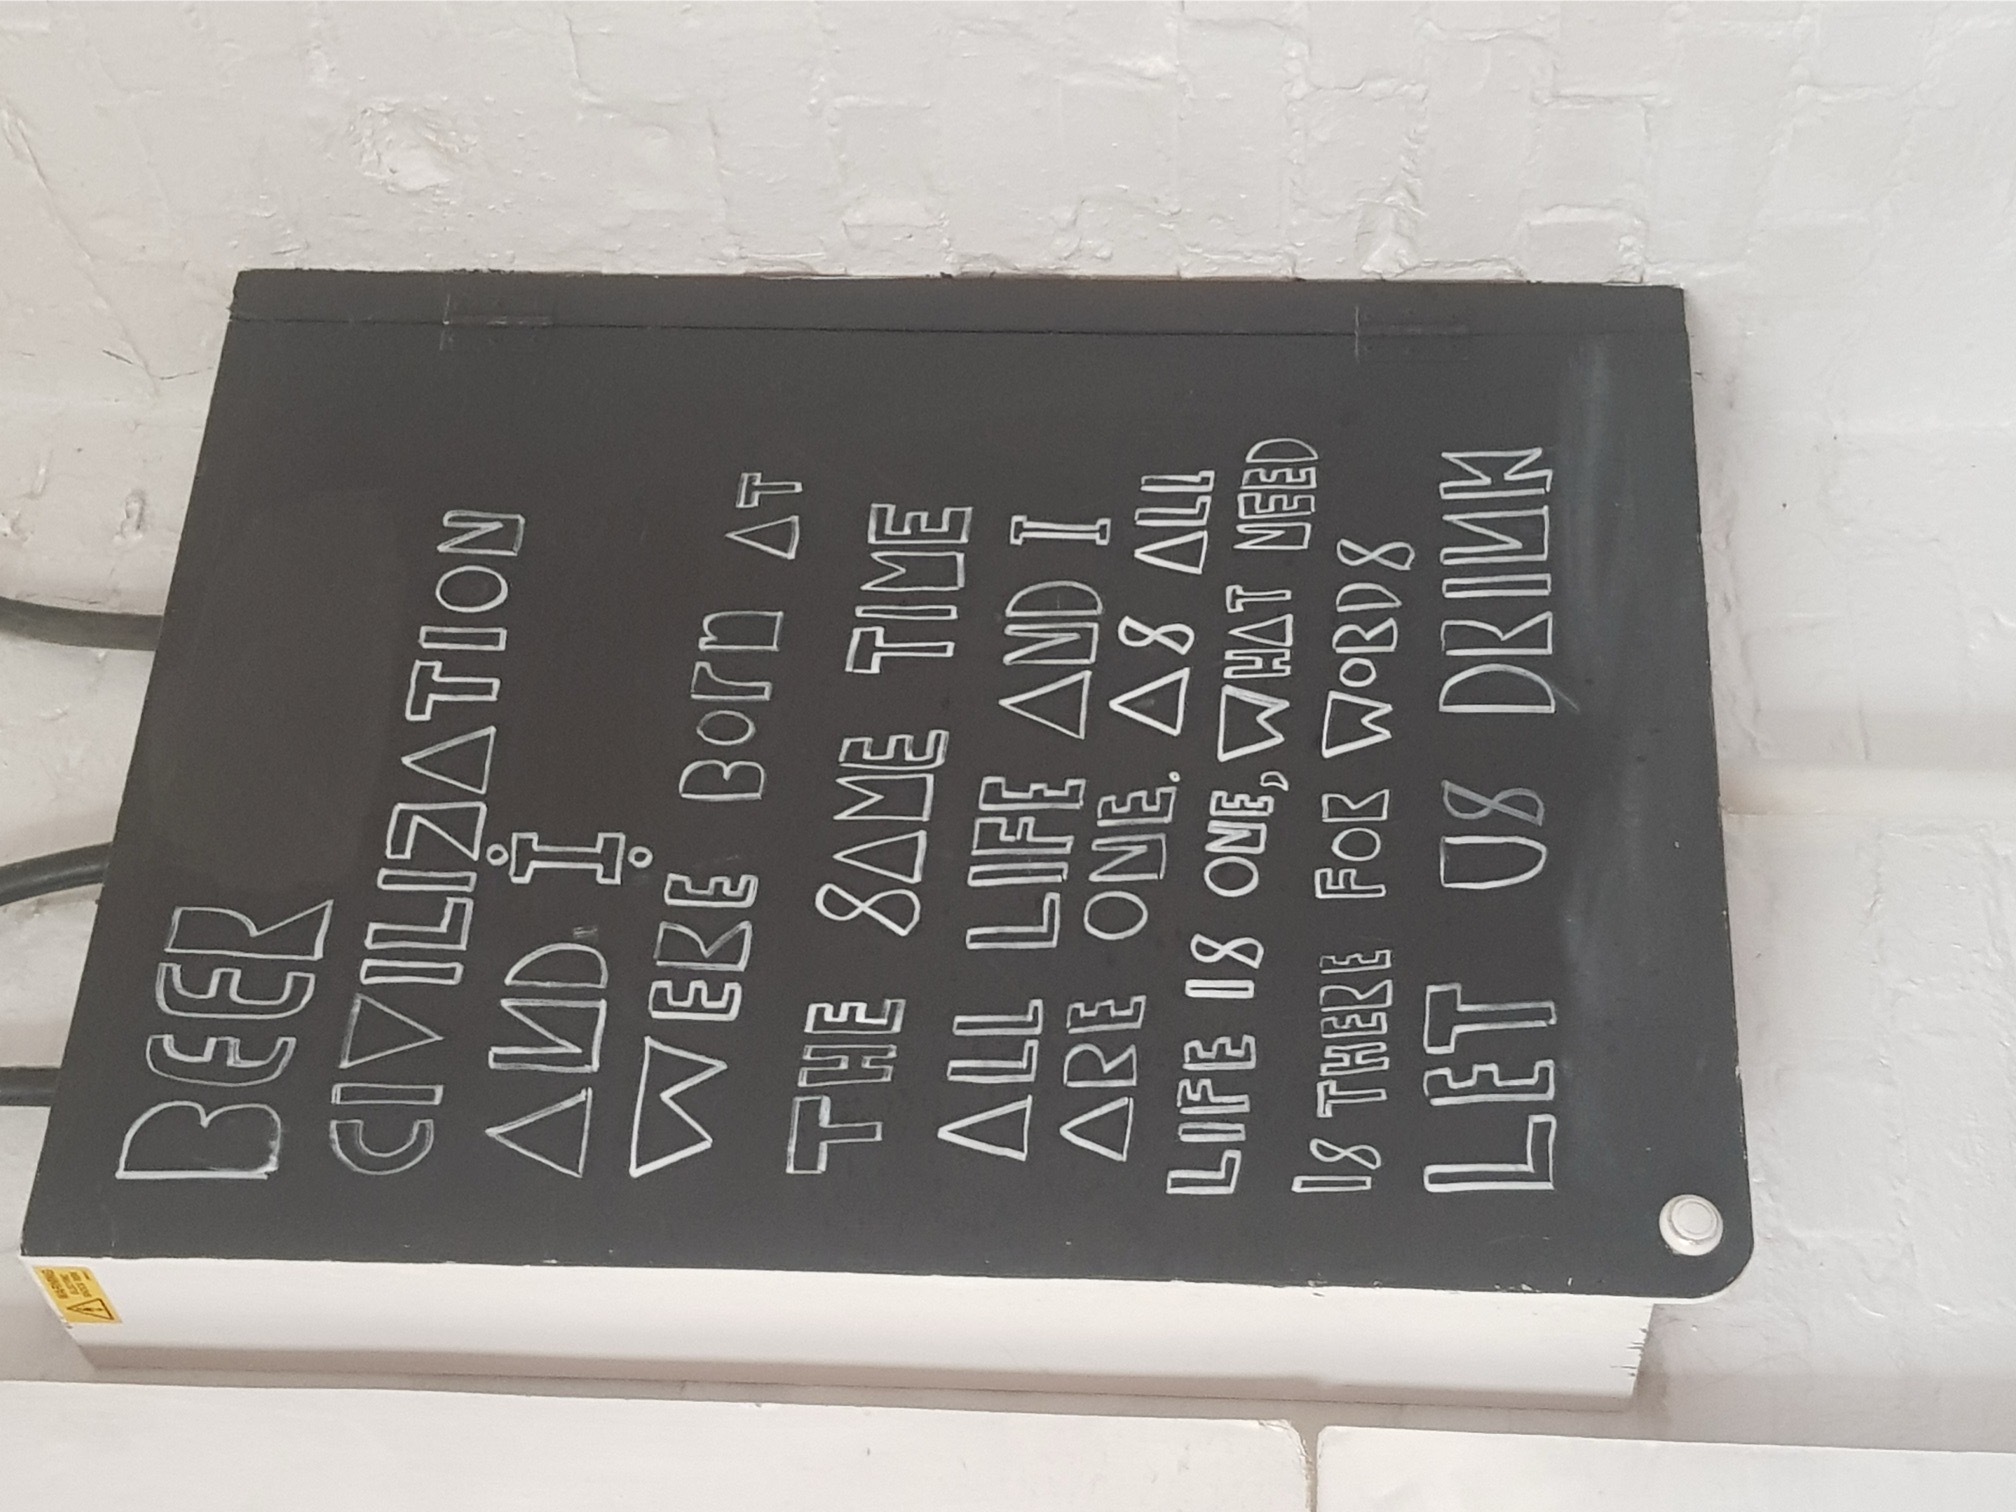 BEER
CIVILIZATION
AND I
WERE BORn AT
THE SAME TIME
ALL LIFE AND I
ARE ONE. AS ALL
LIFE IS ONE, WHAT NEED
IS THERE FOR WORDS
LET US DRINK
WARNING